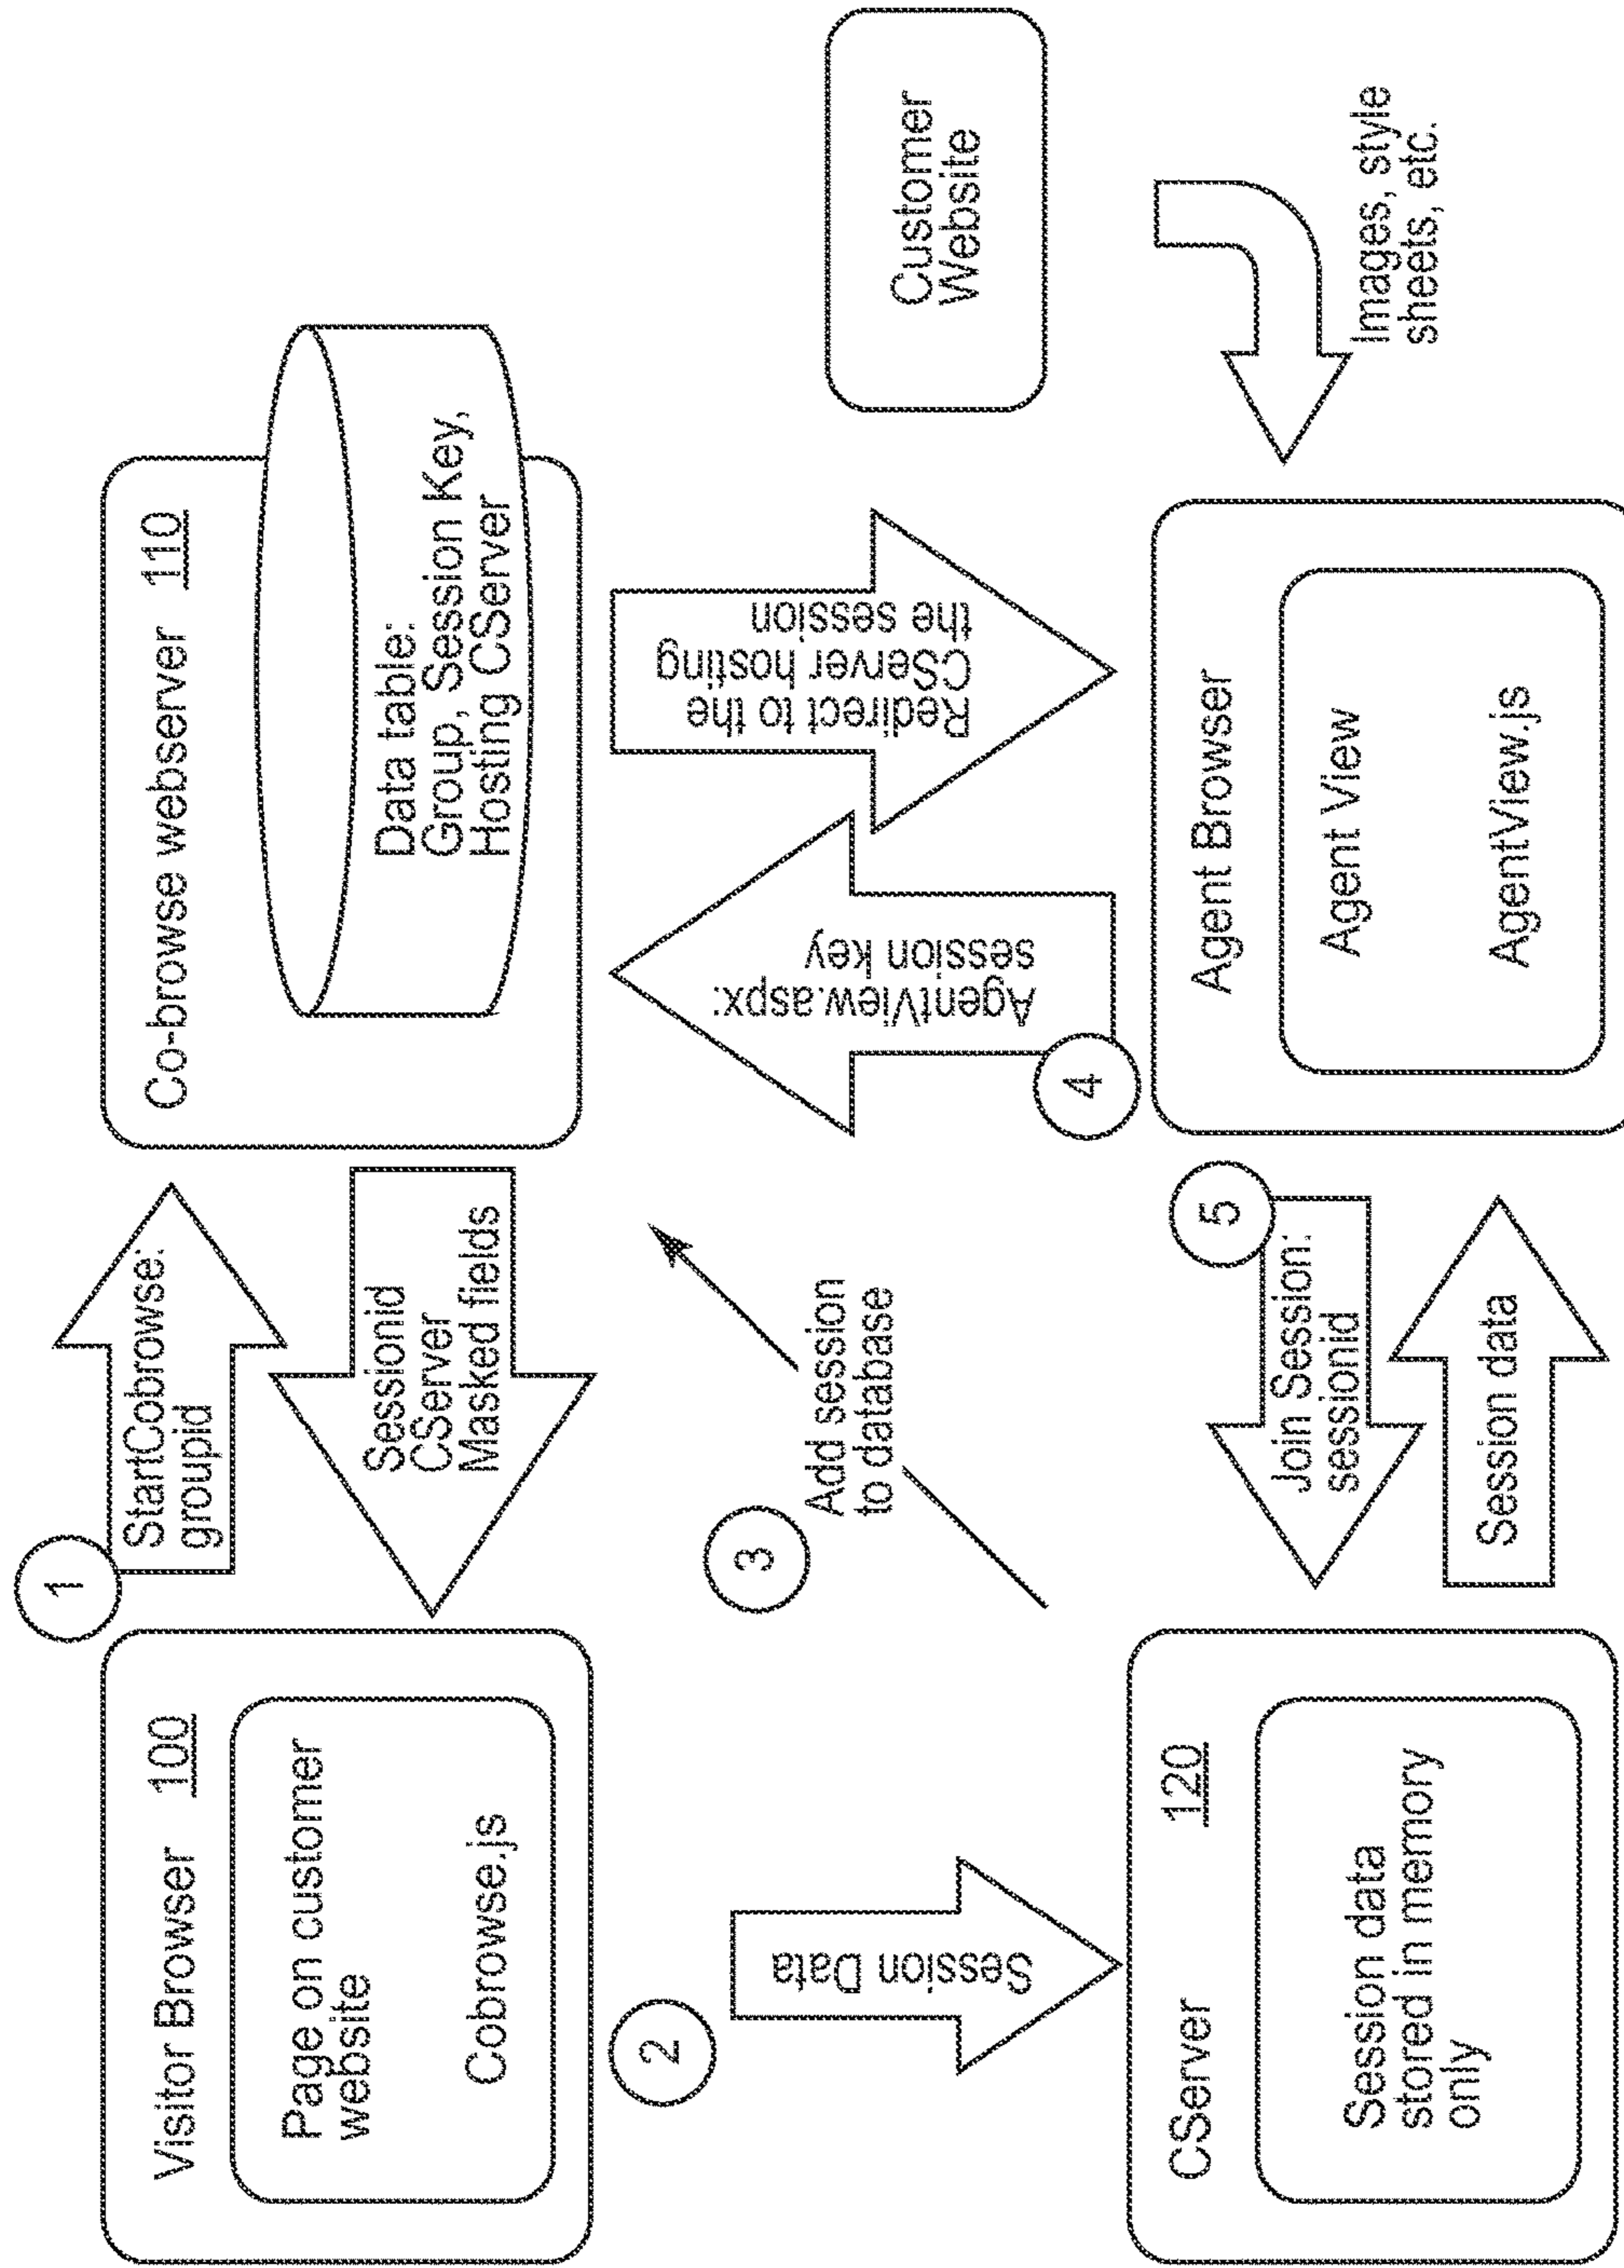 1
StartCobrowse:
groupid
Visitor Browser 100
Page on customer
website
Cobrowse.js
Sessionid
CServer
Masked fields
Co-browse webserver 110
Data table:
Group, Session Key,
Hosting CServer
2
Session Data
3
Add session
to database
4
AgentView.aspx:
session key
Redirect to the
CServer hosting
the session
Customer
Website
CServer 120
Session data
stored in memory
only
5
Join Session:
sessionid
Session data
Agent Browser
Agent View
AgentView.js
Images, style
sheets, etc.